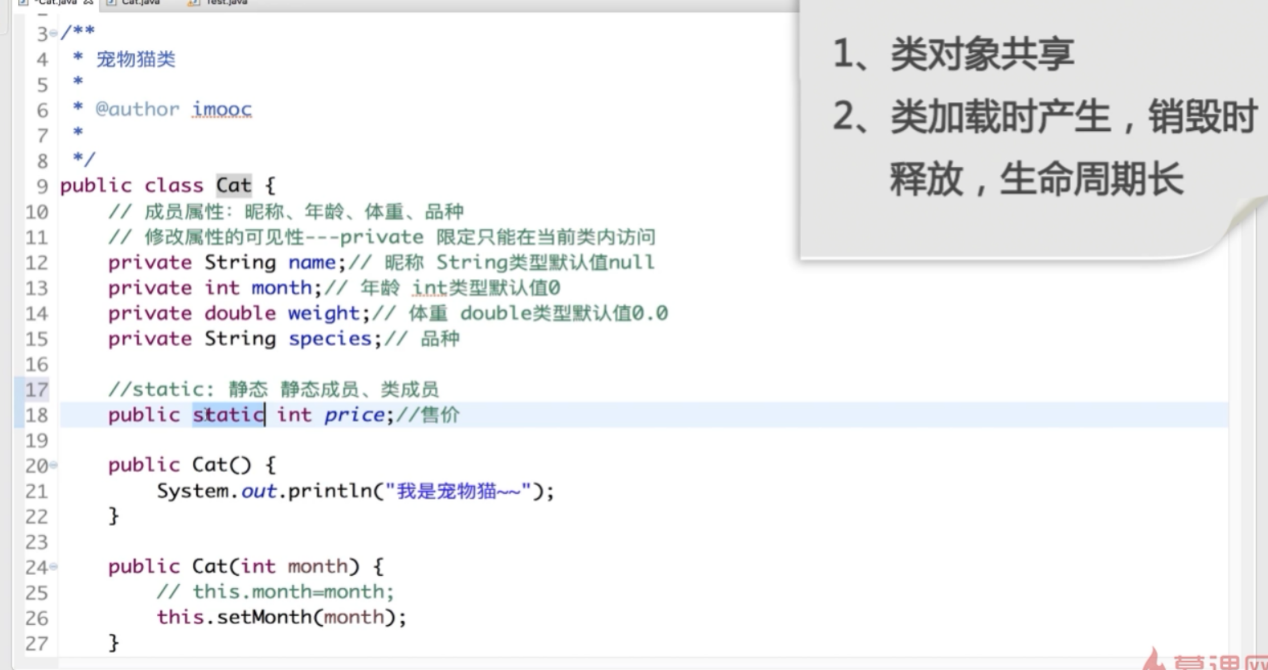 *Cat.java Cat.java Test.java
3 /**
4 * 宠物猫类
5 *
6 * @author imooc
7 *
8 */
9 public class Cat {
10 // 成员属性：昵称、年龄、体重、品种
11 // 修改属性的可见性---private 限定只能在当前类内访问
12 private String name;// 昵称 String类型默认值null
13 private int month;// 年龄 int类型默认值0
14 private double weight;// 体重 double类型默认值0.0
15 private String species;// 品种
16
17 //static: 静态 静态成员、类成员
18 public static int price;//售价
19
20 public Cat() {
21 System.out.println("我是宠物猫~~");
22 }
23
24 public Cat(int month) {
25 // this.month=month;
26 this.setMonth(month);
27 }
1、类对象共享
2、类加载时产生，销毁时
释放，生命周期长
慕课网